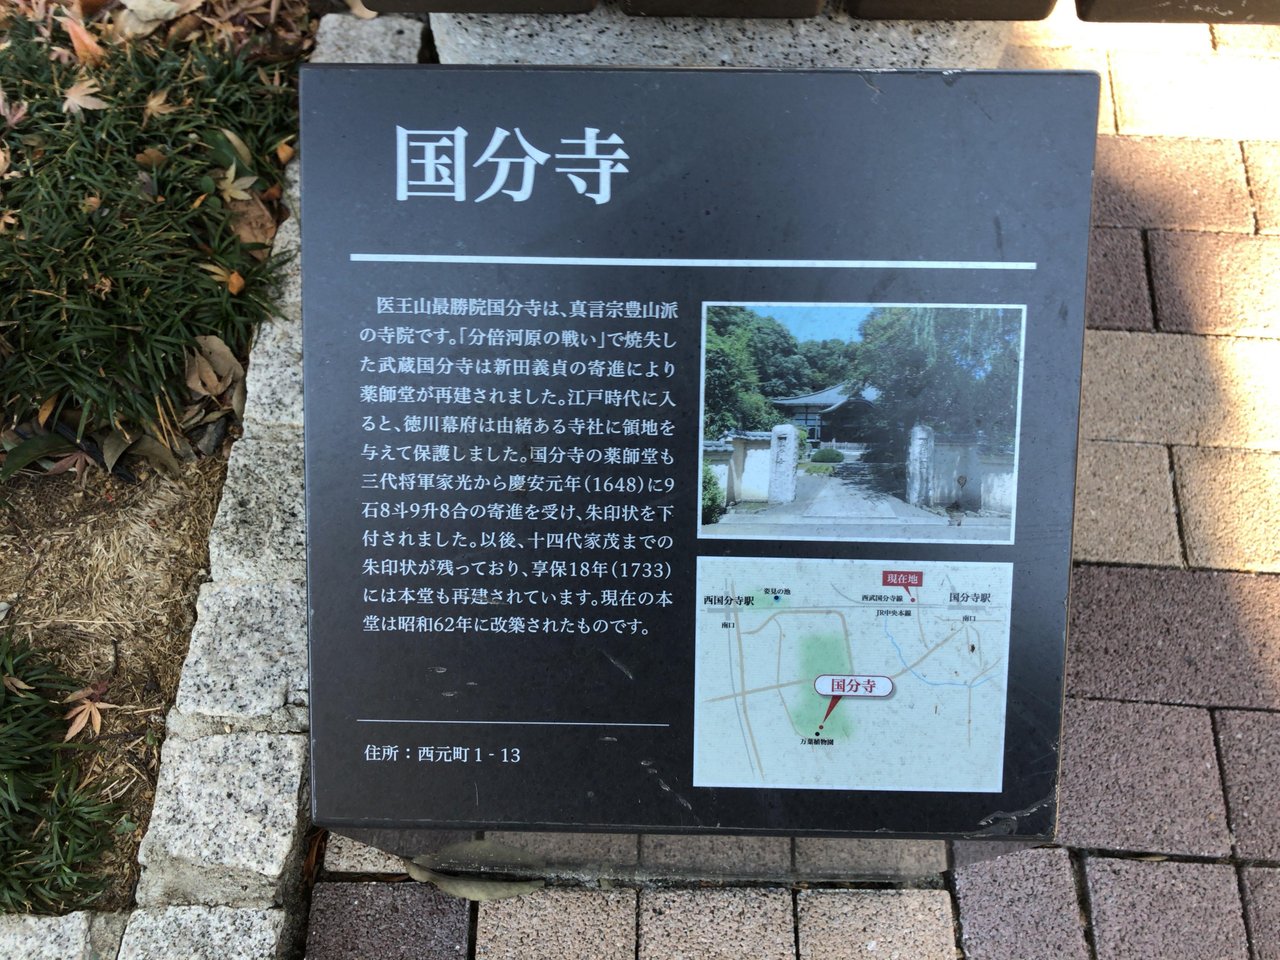 国分寺
医王山最勝院国分寺は、真言宗豊山派
の寺院です。「分倍河原の戦い」で焼失し
た武蔵国分寺は新田義貞の寄進により
薬師堂が再建されました。江戸時代に入
ると、徳川幕府は由緒ある寺社に領地を
与えて保護しました。国分寺の薬師堂も
三代将軍家光から慶安元年(1648)に9
石8斗9升8合の寄進を受け、朱印状を下
付されました。以後、十四代家茂までの
朱印状が残っており、享保18年(1733)
には本堂も再建されています。現在の本
堂は昭和62年に改築されたものです。
住所：西元町1‐13
現在地
西国分寺駅
姿見の池
西武国分寺線
国分寺駅
南口
JR中央本線
南口
国分寺
万葉植物園